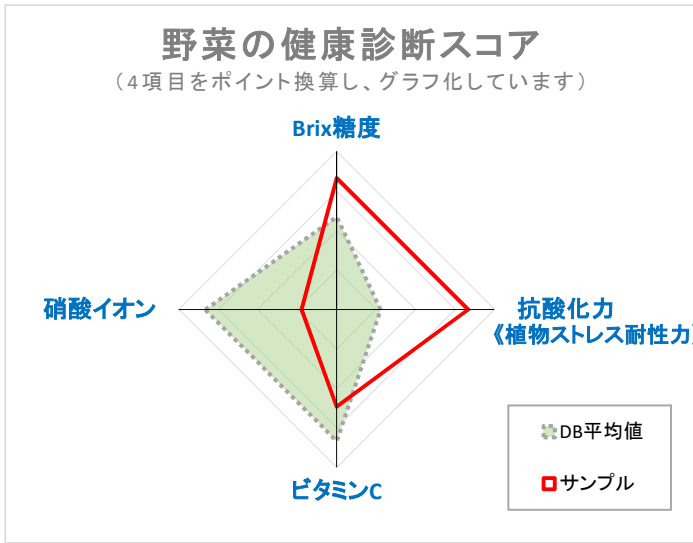 野菜の健康診断スコア
（4項目をポイント換算し、グラフ化しています）
Brix糖度
硝酸イオン
抗酸化力
《植物ストレス耐性力》
ビタミンC
DB平均値
サンプル